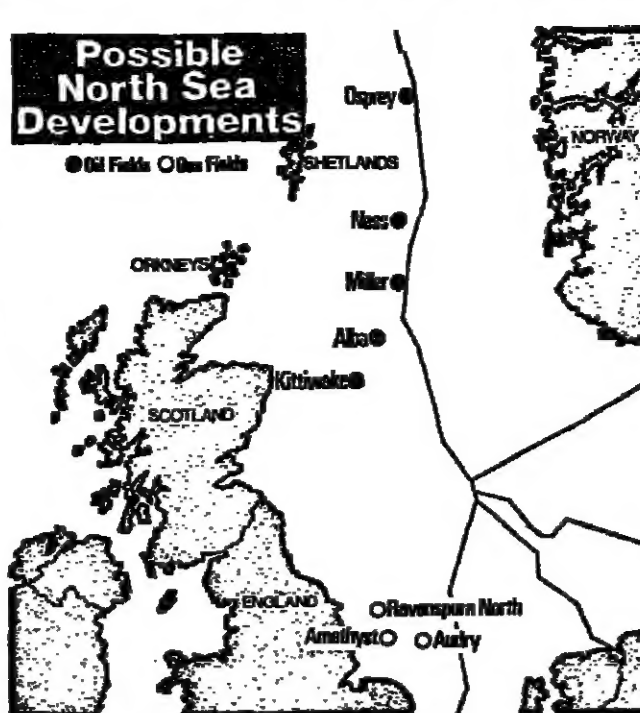 Possible
North Sea
Developments
Oil Fields Gas Fields
Osprey
NORWAY
SHETLANDS
Ness
ORKNEYS
Miller
Alba
Kittiwake
SCOTLAND
ENGLAND
Ravenspurn North
Amethyst
Audry